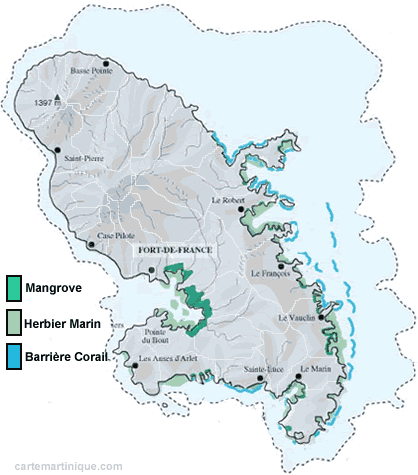 Basse Pointe
1397 m
Saint-Pierre
Le Robert
Case Pilote
FORT-DE-FRANCE
Le François
Mangrove
Herbier Marin
Barrière Corail
Le Vauclin
Pointe
du Bout
Les Anses d'Arlet
Sainte-Luce
Le Marin
cartemartinique.com